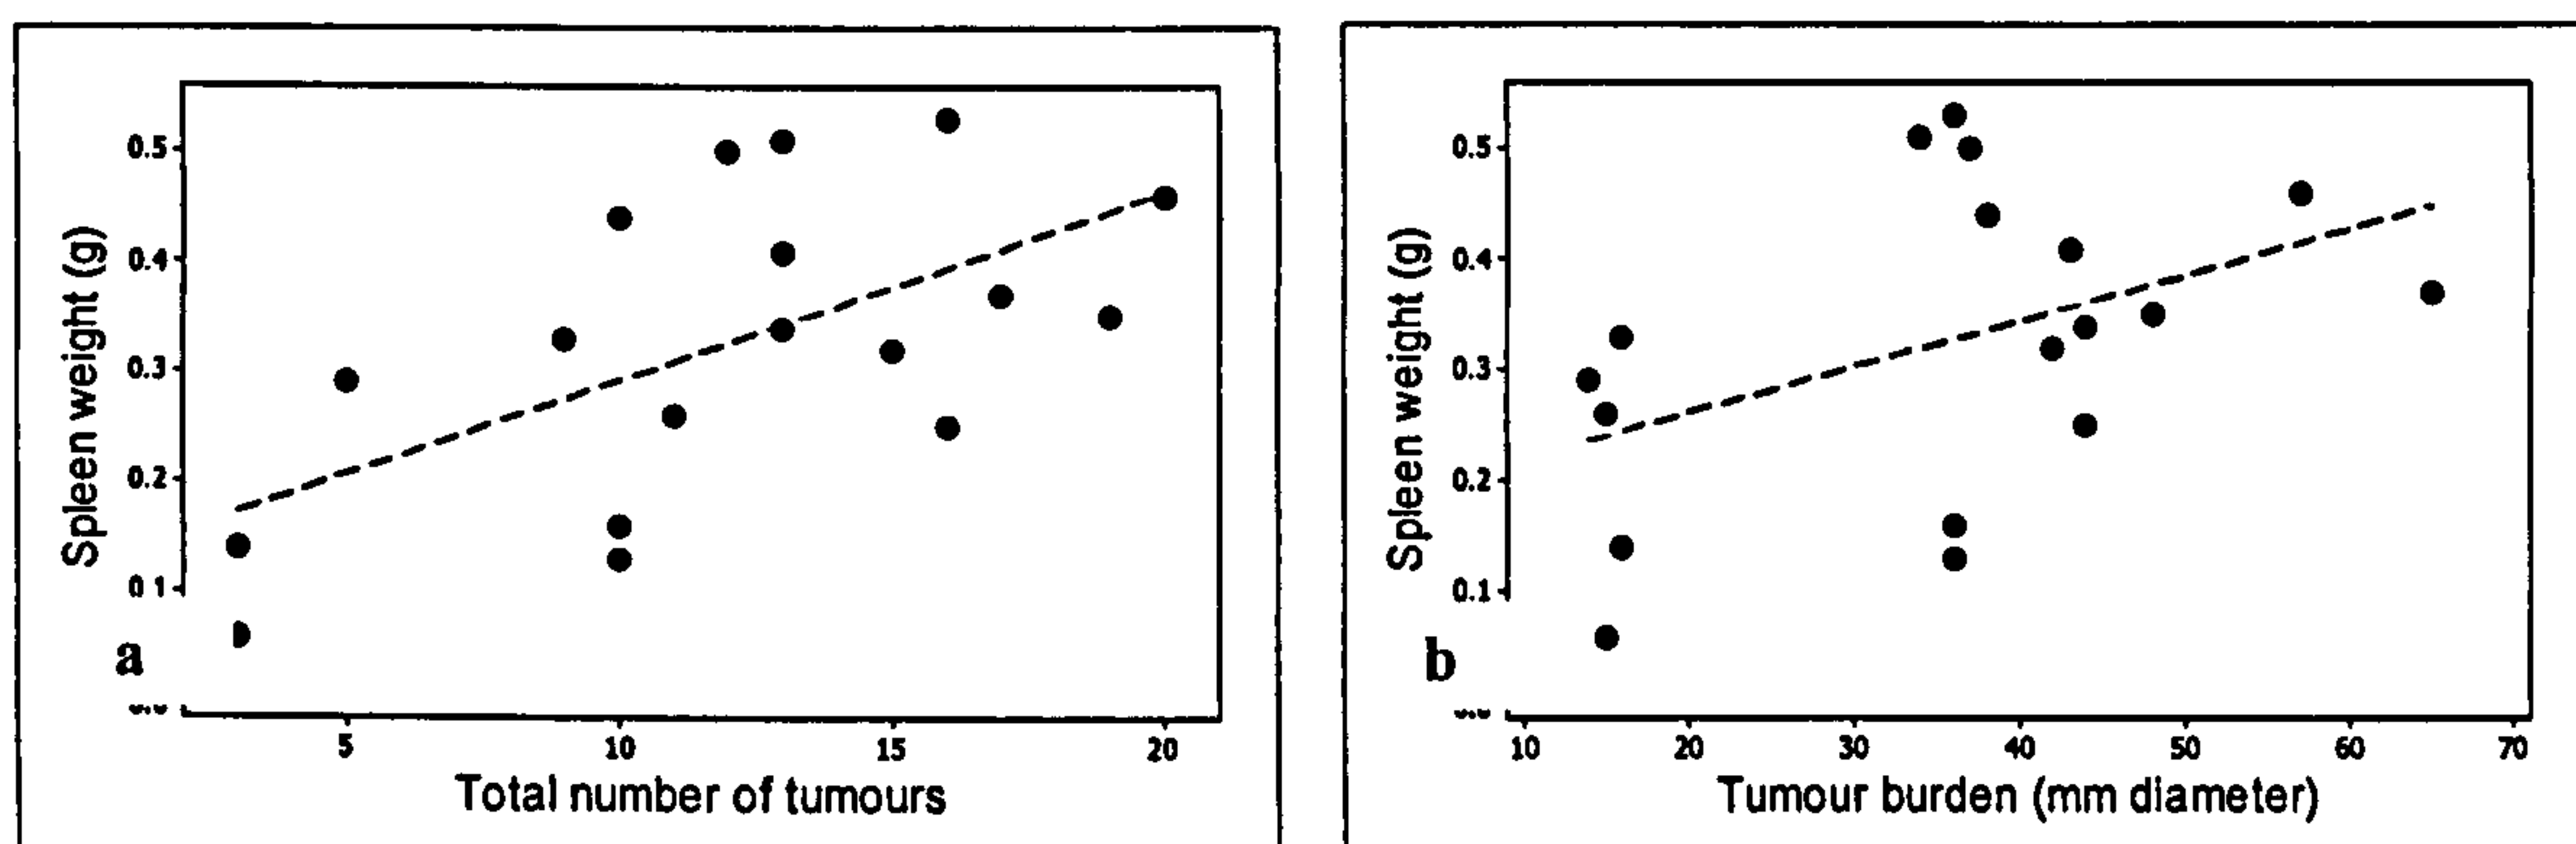 Spleen weight (g)
0.5
0.4
0.3
0.2
0 1
a
5 10 15 20
Total number of tumours
Spleen weight (g)
0.5
0.4
0.3
0.2
0.1
b
10 20 30 40 50 60 70
Tumour burden (mm diameter)